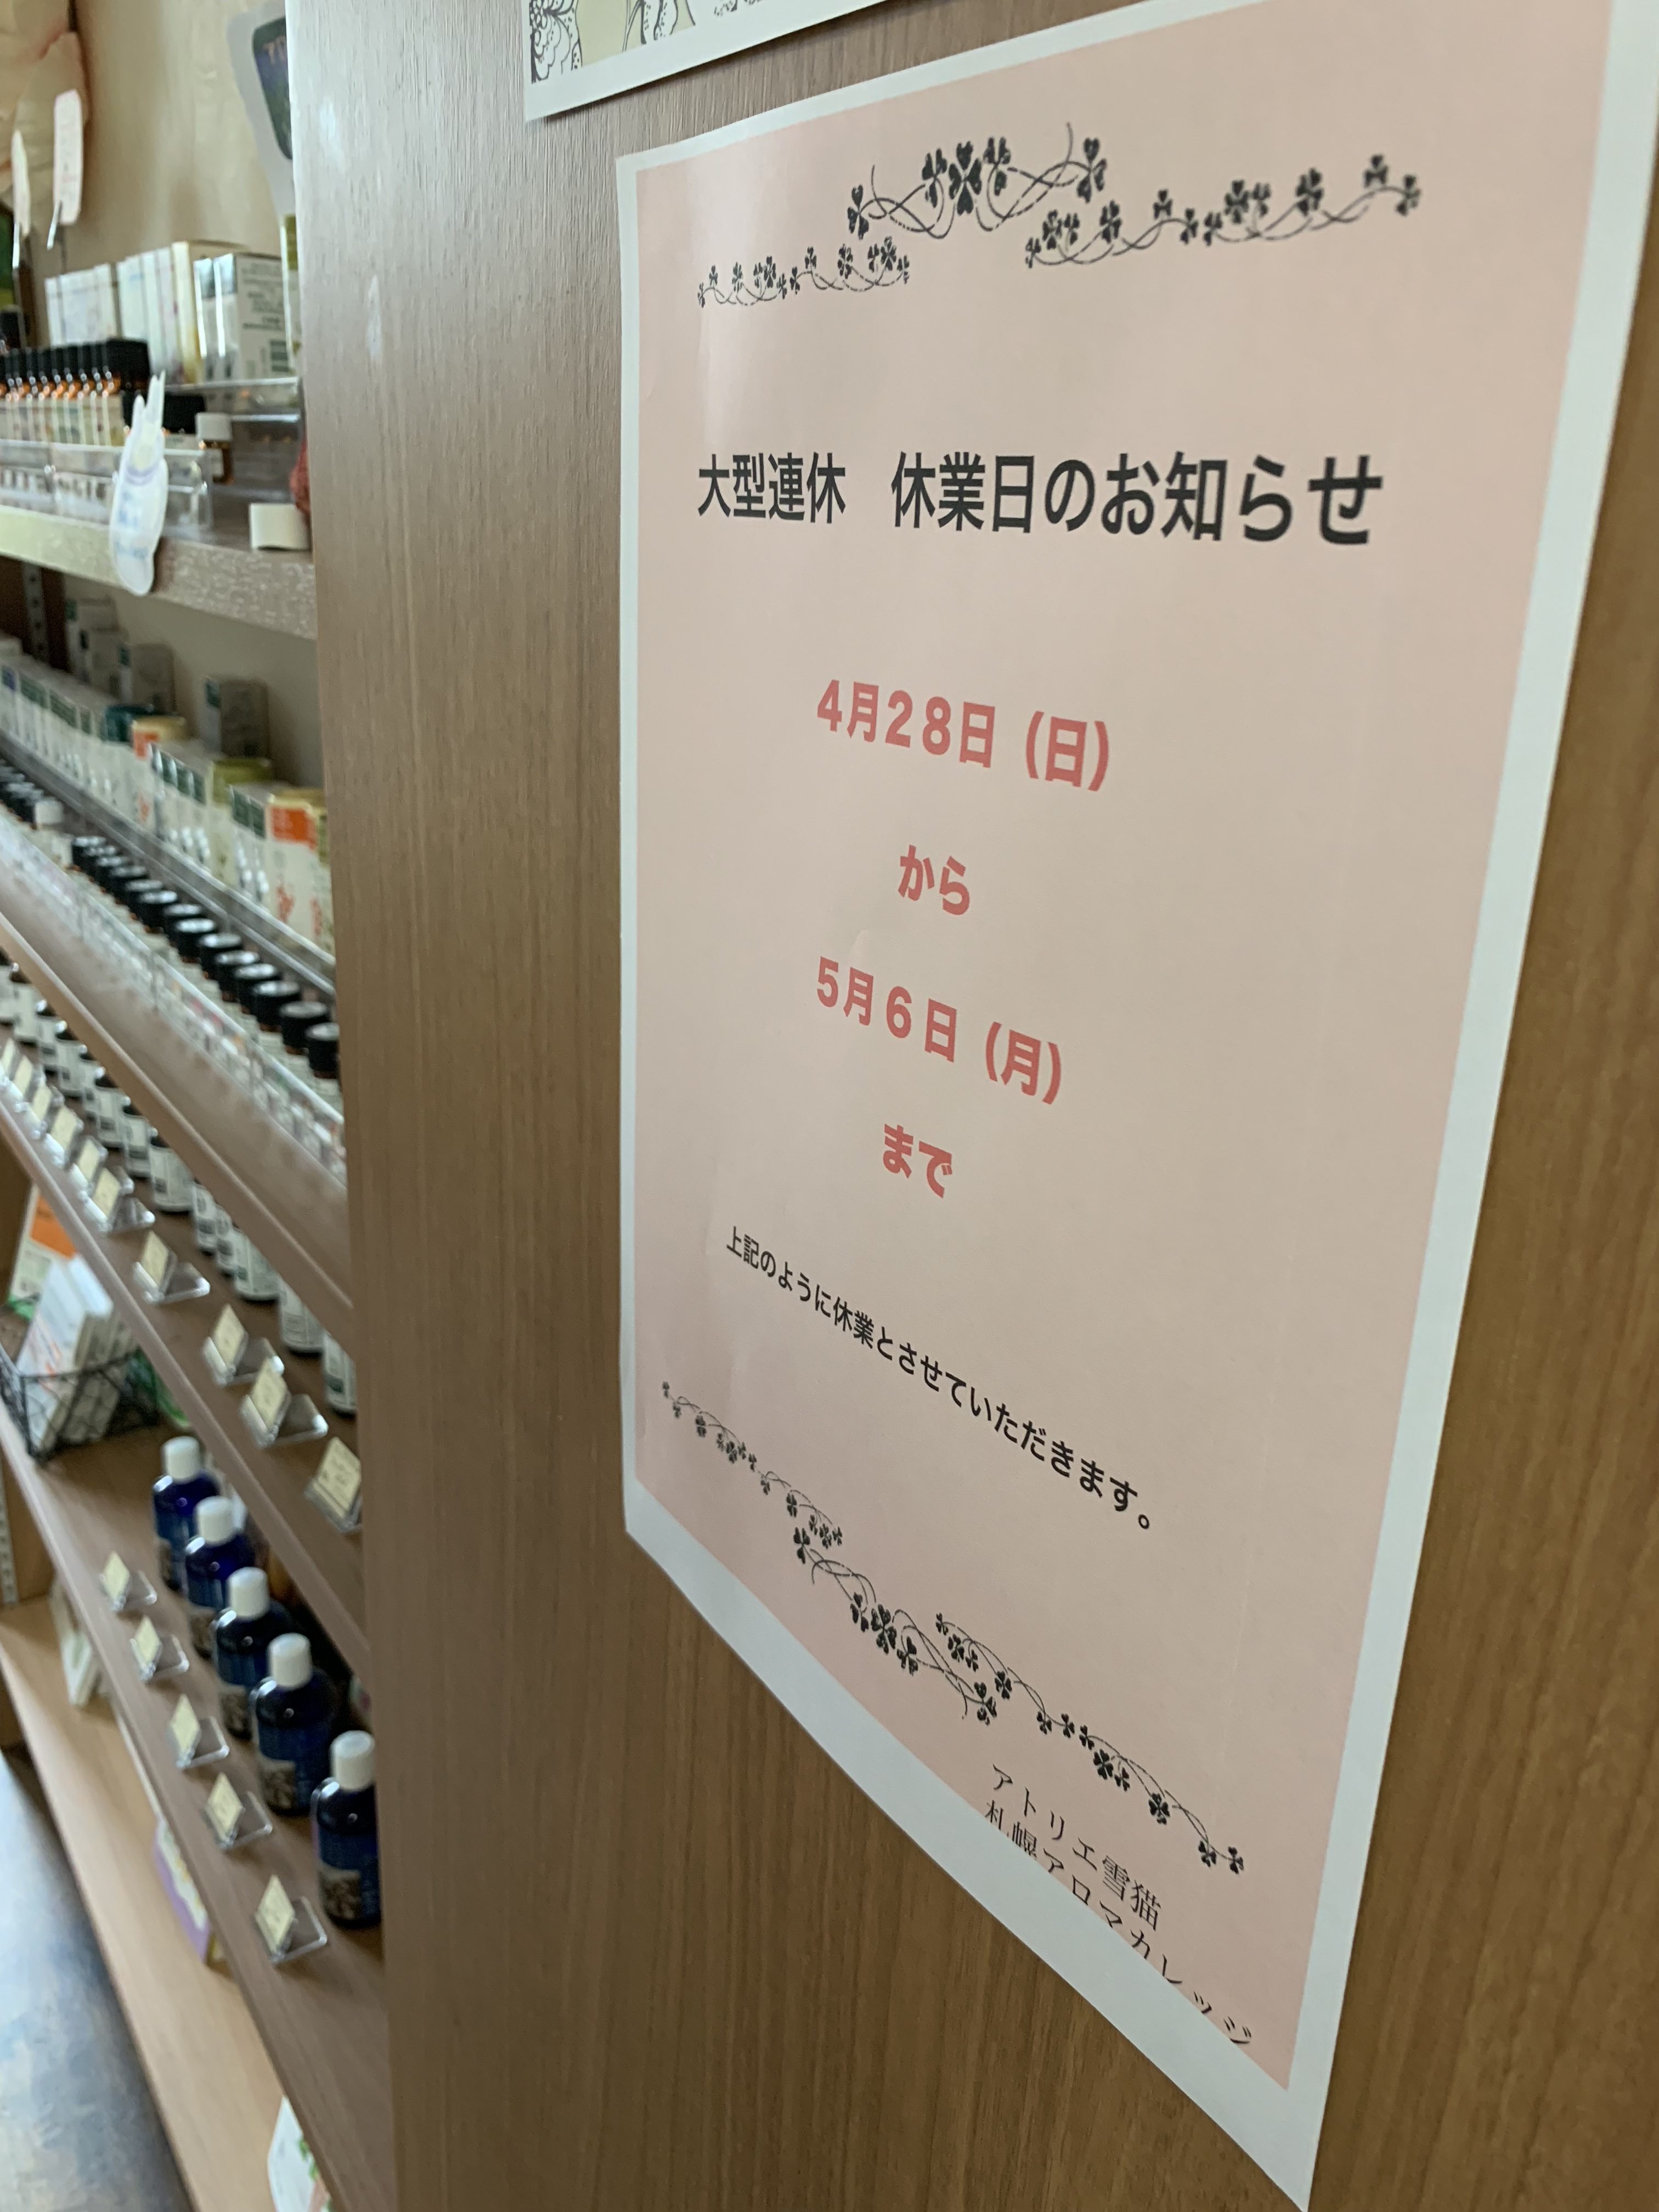 大型連休　休業日のお知らせ
4月２８日（日）
から
5月６日（月）
まで
上記のように休業とさせていただきます。
アトリエ雪猫
札幌アロマカレッジ